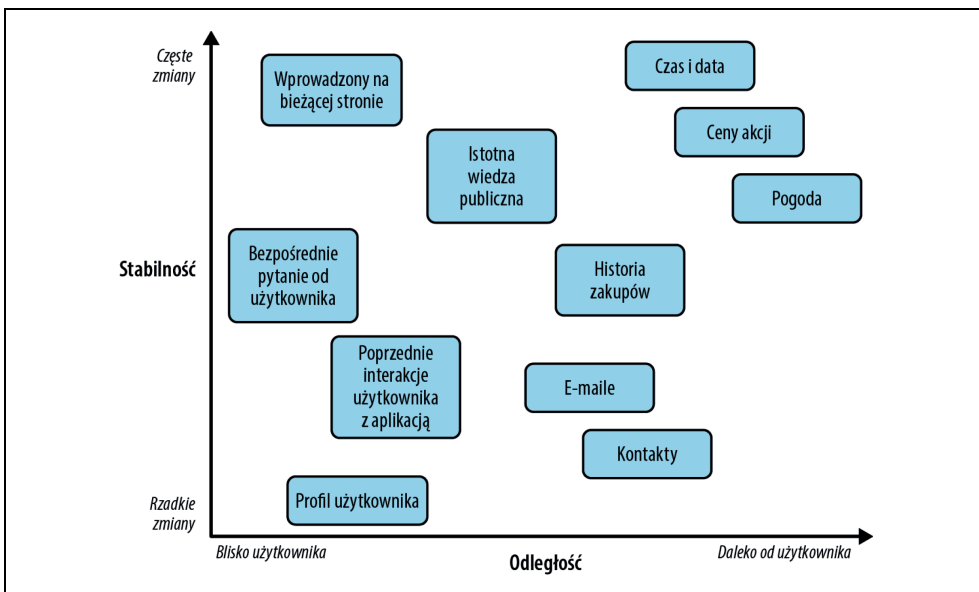 Częste
zmiany
Wprowadzony na
bieżącej stronie
Czas i data
Ceny akcji
Istotna
wiedza
publiczna
Pogoda
Stabilność
Bezpośrednie
pytanie od
użytkownika
Historia
zakupów
Poprzednie
interakcje
użytkownika
z aplikacją
E-maile
Kontakty
Profil użytkownika
Rzadkie
zmiany
Blisko użytkownika
Odległość
Daleko od użytkownika